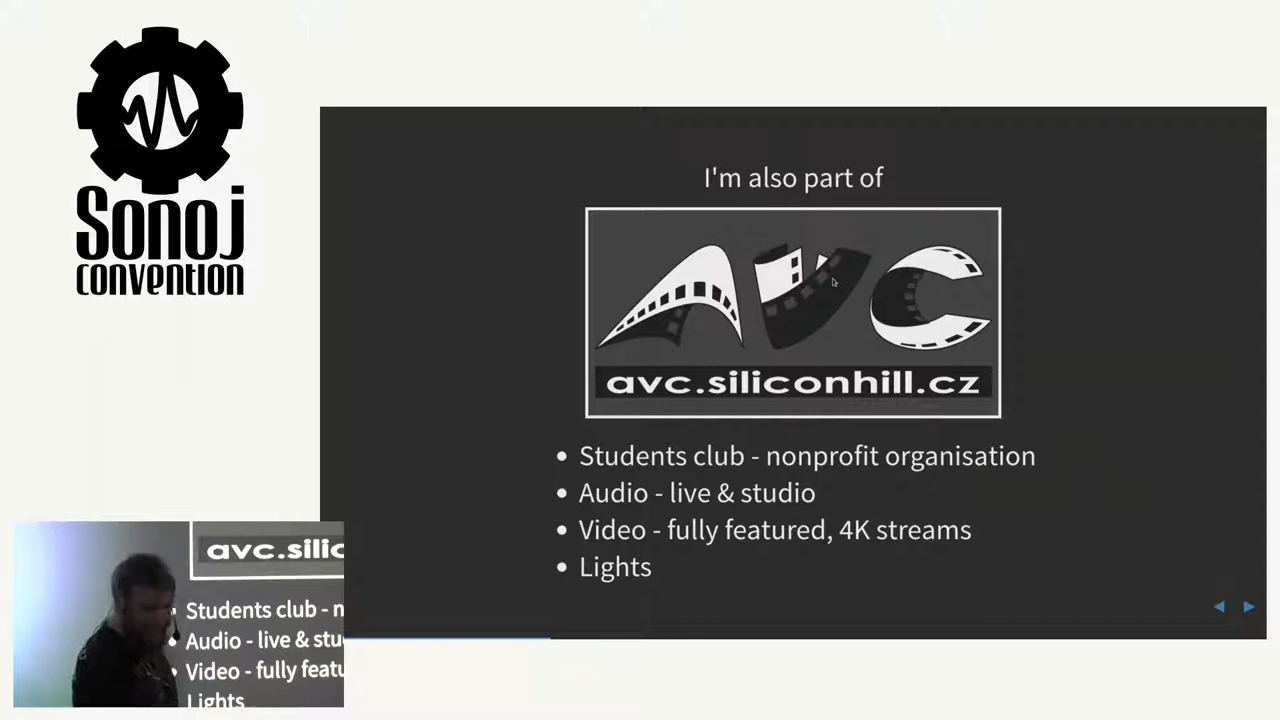 Sonoj
convention
I'm also part of
AVC
avc.siliconhill.cz
• Students club - nonprofit organisation
• Audio - live & studio
• Video - fully featured, 4K streams
• Lights
avc.silic
Students club - n
• Audio - live & stu
• Video - fully featu
Lights